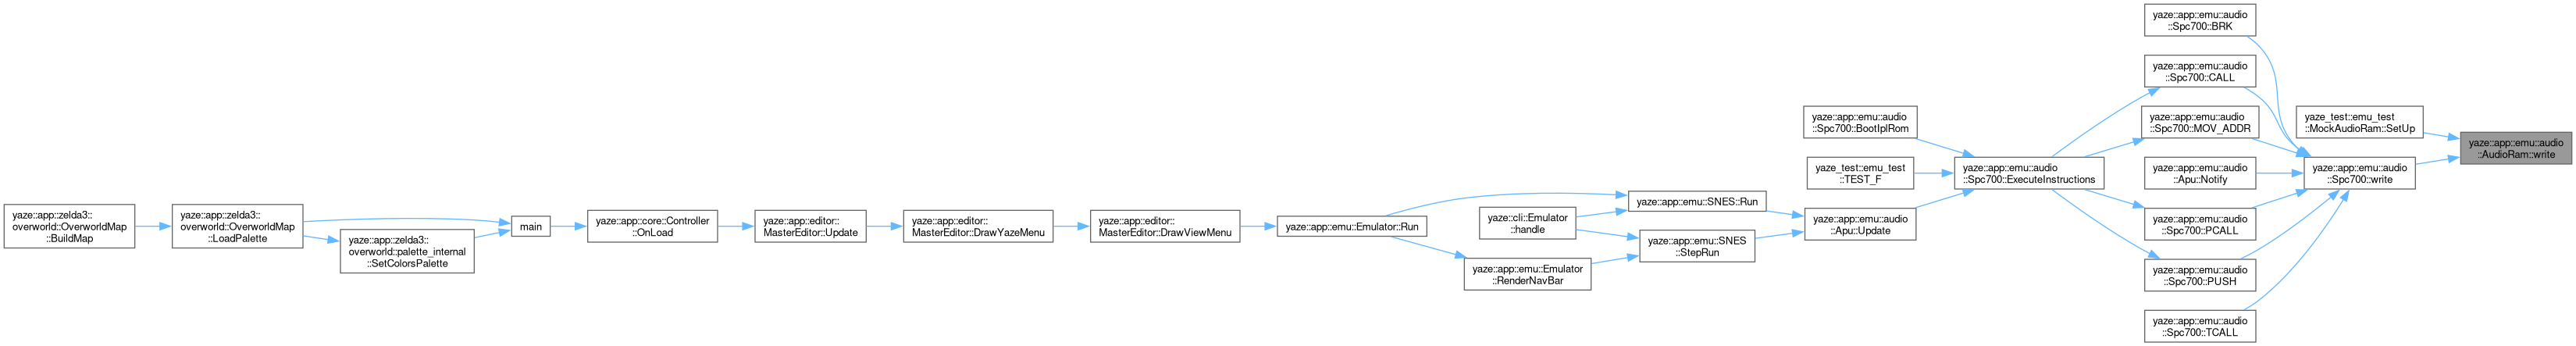 yaze::app::zelda3::
overworld::OverworldMap
::BuildMap
yaze::app::zelda3::
overworld::OverworldMap
::LoadPalette
yaze::app::zelda3::
overworld::palette_internal
::SetColorsPalette
main
yaze::app::core::Controller
::OnLoad
yaze::app::editor::
MasterEditor::Update
yaze::app::editor::
MasterEditor::DrawYazeMenu
yaze::app::editor::
MasterEditor::DrawViewMenu
yaze::app::emu::Emulator::Run
yaze::app::emu::Emulator
::RenderNavBar
yaze::cli::Emulator
::handle
yaze::app::emu::SNES::Run
yaze::app::emu::SNES
::StepRun
yaze::app::emu::audio
::Spc700::BootIplRom
yaze_test::emu_test
::TEST_F
yaze::app::emu::audio
::Apu::Update
yaze::app::emu::audio
::Spc700::ExecuteInstructions
yaze::app::emu::audio
::Spc700::BRK
yaze::app::emu::audio
::Spc700::CALL
yaze::app::emu::audio
::Spc700::MOV_ADDR
yaze::app::emu::audio
::Apu::Notify
yaze::app::emu::audio
::Spc700::PCALL
yaze::app::emu::audio
::Spc700::PUSH
yaze::app::emu::audio
::Spc700::TCALL
yaze_test::emu_test
::MockAudioRam::SetUp
yaze::app::emu::audio
::Spc700::write
yaze::app::emu::audio
::AudioRam::write